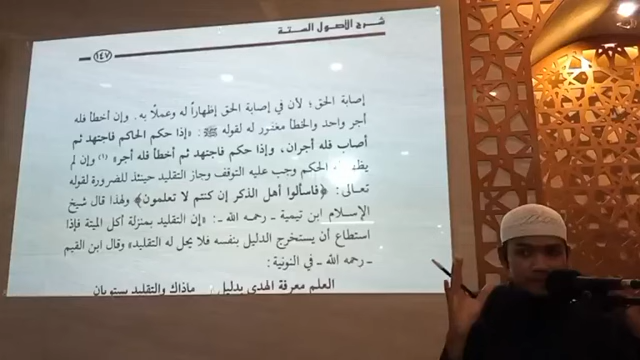 شرح الأصول الستة
١٤٧
إصابة الحق ؛ لأن في إصابة الحق إظهاراً له وعملاً به . وإن أخطأ فله
أجر واحد والخطأ مغفور له لقوله ﷺ : «إذا حكم الحاكم فاجتهد ثم
أصاب فله أجران، وإذا حكم فاجتهد ثم أخطأ فله أجر» (١) وإن لم
يظهر له الحكم وجب عليه التوقف وجاز التقليد حينئذ للضرورة لقوله
تعالى: ﴿فاسألوا أهل الذكر إن كنتم لا تعلمون﴾ ولهذا قال شيخ
الإسلام ابن تيمية ـ رحمه الله ـ : «إن التقليد بمنزلة أكل الميتة فإذا
استطاع أن يستخرج الدليل بنفسه فلا يحل له التقليد» وقال ابن القيم
ـ رحمه الله ـ في النونية :
العلم معرفة الهدى بدليل ماذاك والتقليد يستويان